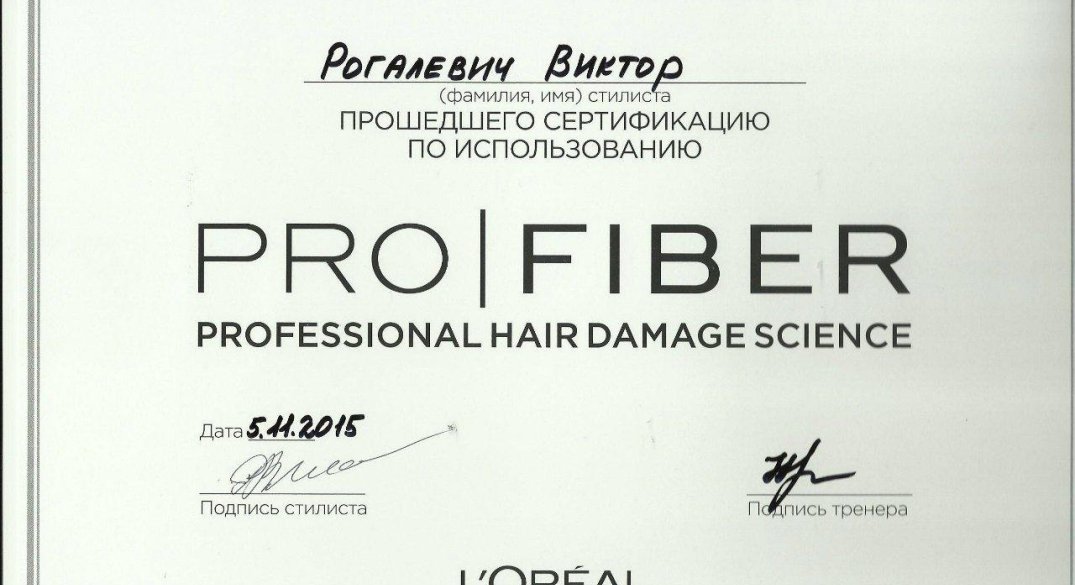 Рогалевич Виктор
(фамилия, имя) стилиста
ПРОШЕДШЕГО СЕРТИФИКАЦИЮ
ПО ИСПОЛЬЗОВАНИЮ
PRO|FIBER
PROFESSIONAL HAIR DAMAGE SCIENCE
Дата 5.11.2015
Подпись стилиста
Подпись тренера
L'ORÉAL